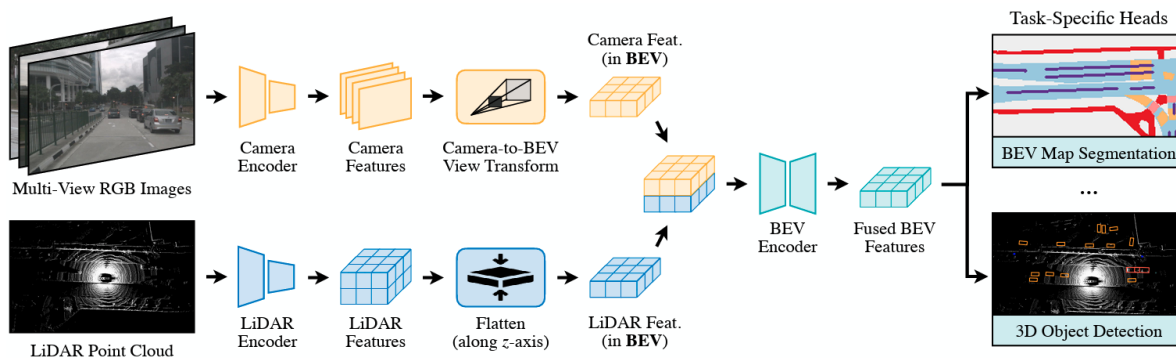 Task-Specific Heads
Camera Feat.
(in BEV)
Camera
Encoder
Camera
Features
Camera-to-BEV
View Transform
BEV Map Segmentation
Multi-View RGB Images
...
BEV
Encoder
Fused BEV
Features
LiDAR
Encoder
LiDAR
Features
Flatten
(along z-axis)
LiDAR Feat.
(in BEV)
3D Object Detection
LiDAR Point Cloud